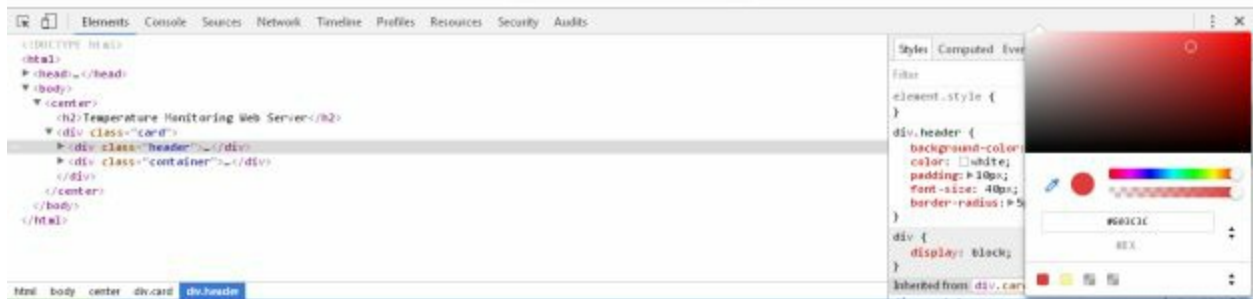 Elements Console Sources Network Timeline Profiles Resources Security Audits
<!DOCTYPE html>
<html>
▶ <head>…</head>
▼ <body>
▼ <center>
<h2>Temperature Monitoring Web Server</h2>
▼ <div class="card">
▶ <div class="header">…</div>
▶ <div class="container">…</div>
</div>
</center>
</body>
</html>
html body center div.card div.header
Styles Computed Even
Filter
element.style {
}
div.header {
background-color:
color: white;
padding: ▶ 10px;
font-size: 40px;
border-radius: ▶ 5
}
div {
display: block;
}
Inherited from div.car
HEX